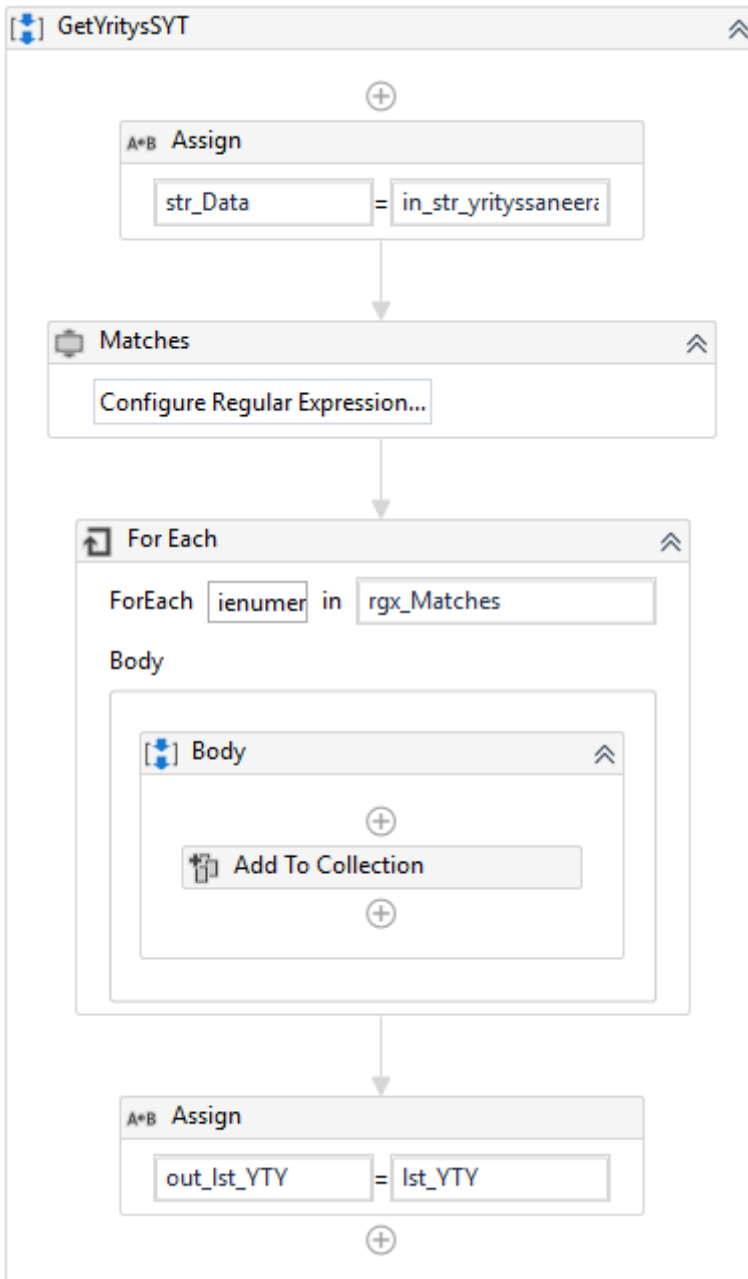 GetYritysSYT
A+B Assign
str_Data = in_str_yrityssaneera
Matches
Configure Regular Expression...
For Each
ForEach ienumer in rgx_Matches
Body
Body
Add To Collection
A+B Assign
out_lst_YTY = lst_YTY